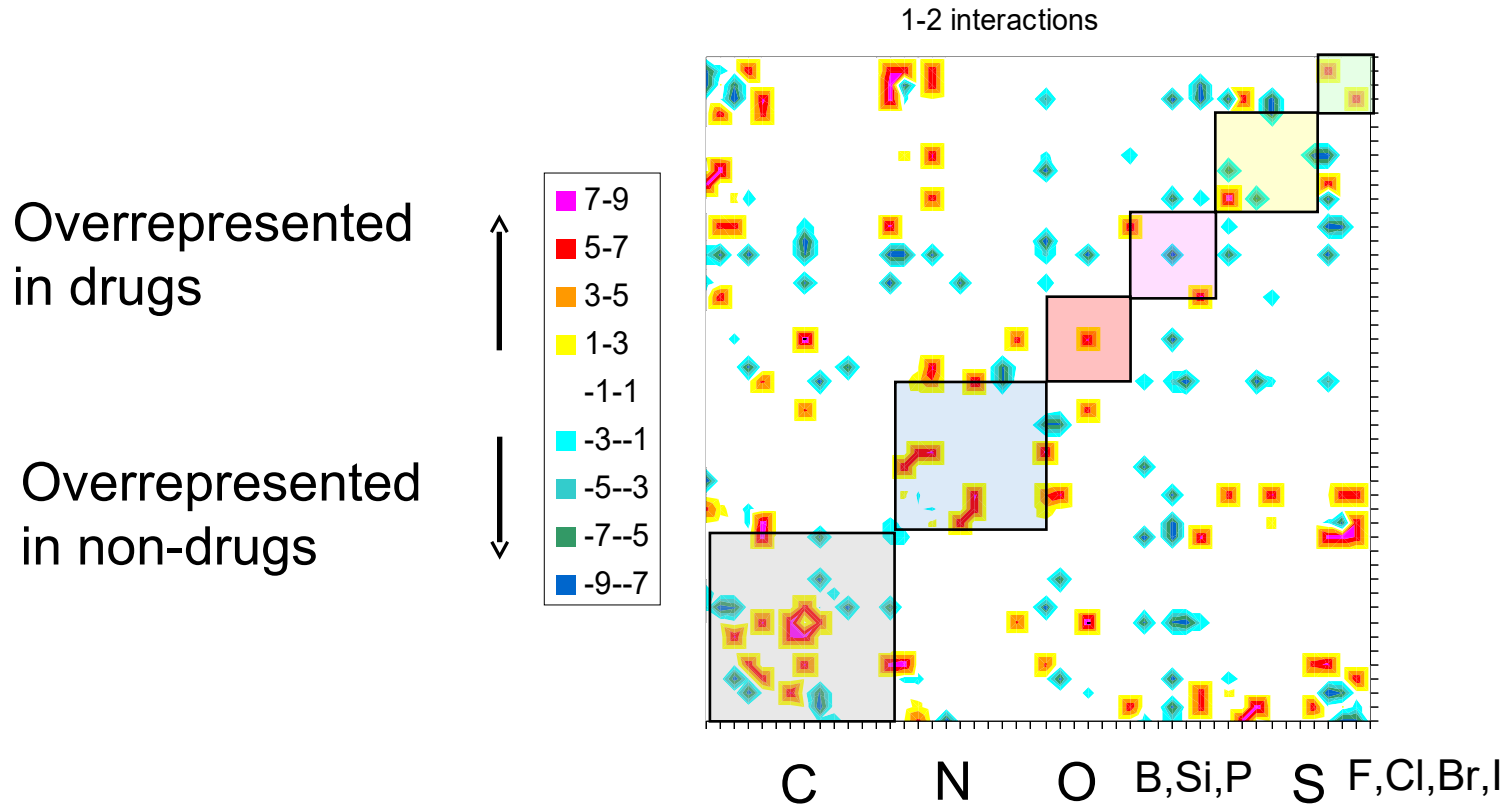 1-2 interactions
Overrepresented
in drugs
Overrepresented
in non-drugs
7-9
5-7
3-5
1-3
-1-1
-3--1
-5--3
-7--5
-9--7
C N O B,Si,P S F,Cl,Br,I